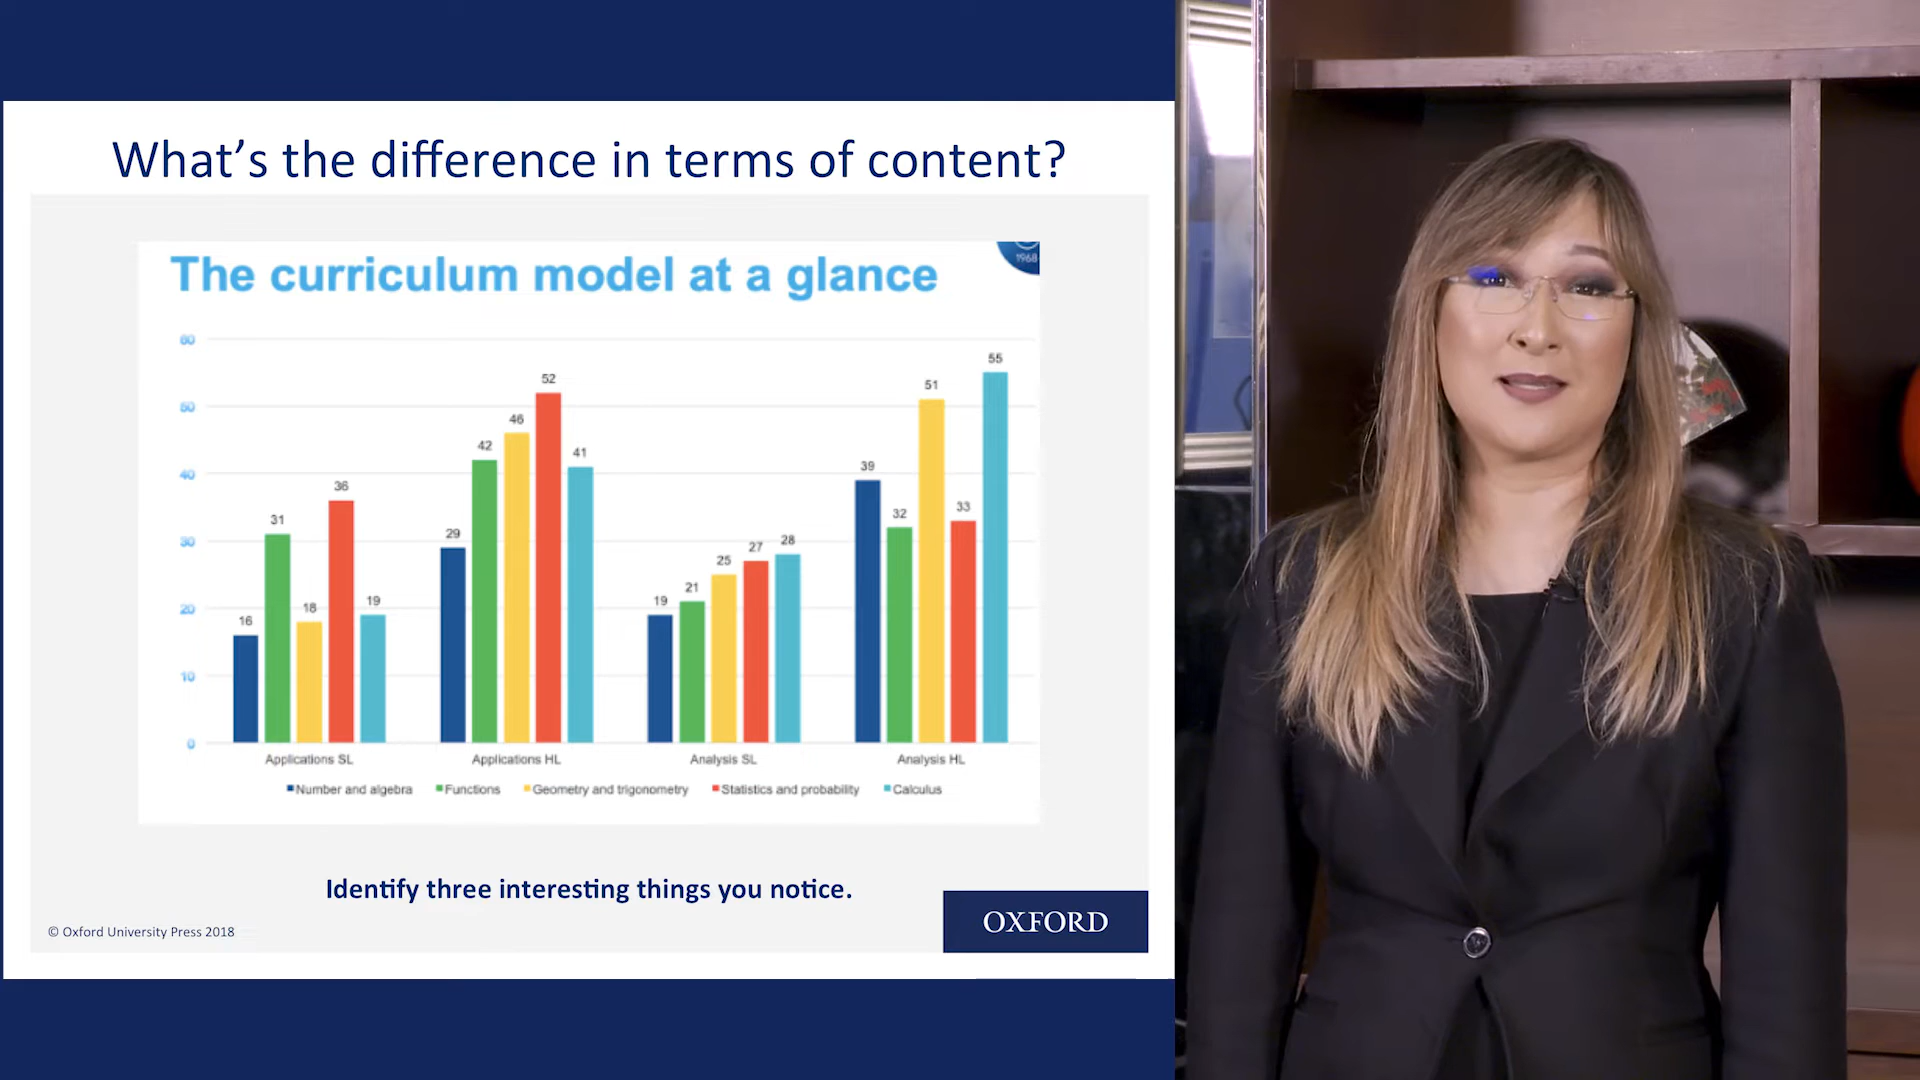 What's the difference in terms of content?
1968
The curriculum model at a glance
60
50
40
30
20
10
0
16
31
18
36
19
29
42
46
52
41
19
21
25
27
28
39
32
51
33
55
Applications SL
Applications HL
Analysis SL
Analysis HL
Number and algebra
Functions
Geometry and trigonometry
Statistics and probability
Calculus
Identify three interesting things you notice.
© Oxford University Press 2018
OXFORD